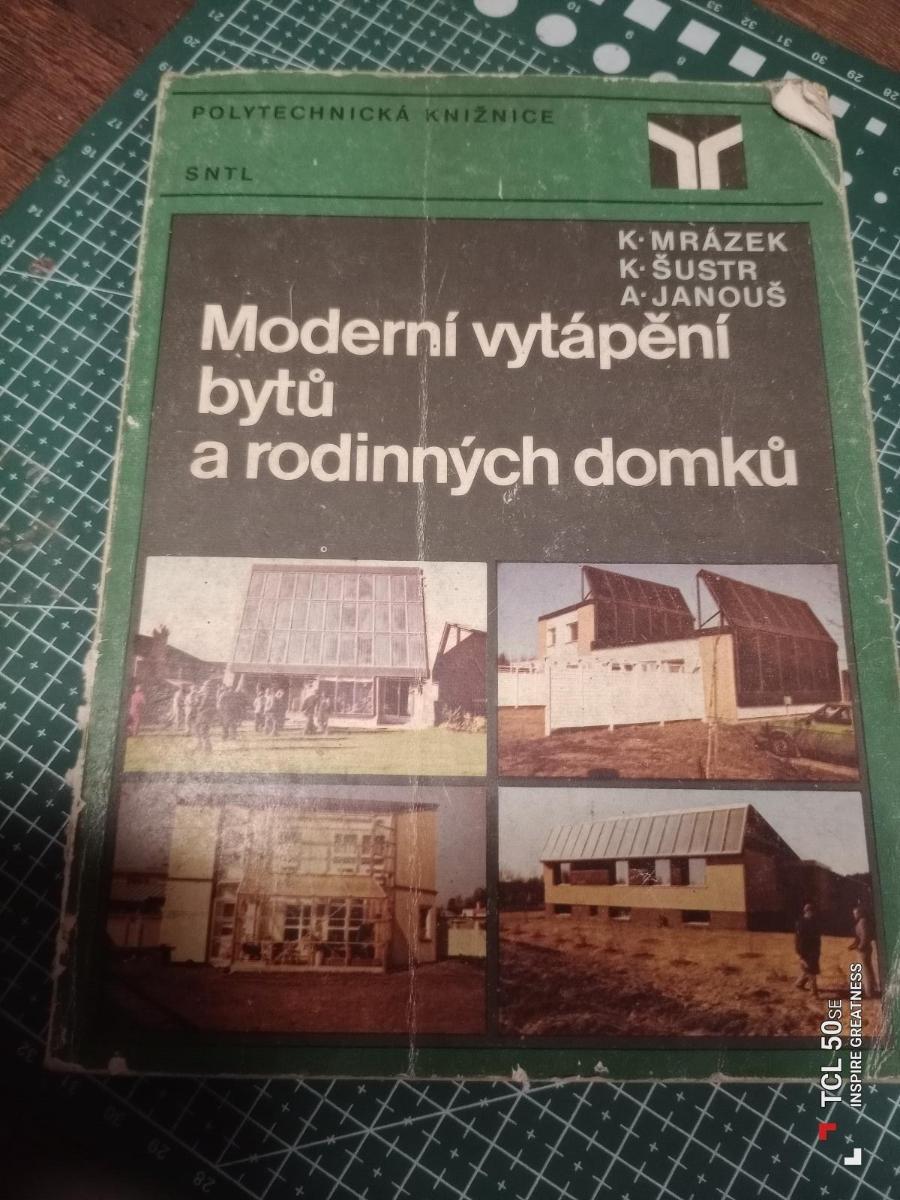 POLYTECHNICKÁ KNIŽNICE
SNTL
K·MRÁZEK
K·ŠUSTR
A·JANOUŠ
Moderní vytápění
bytů
a rodinných domků
TCL 50SE
INSPIRE GREATNESS